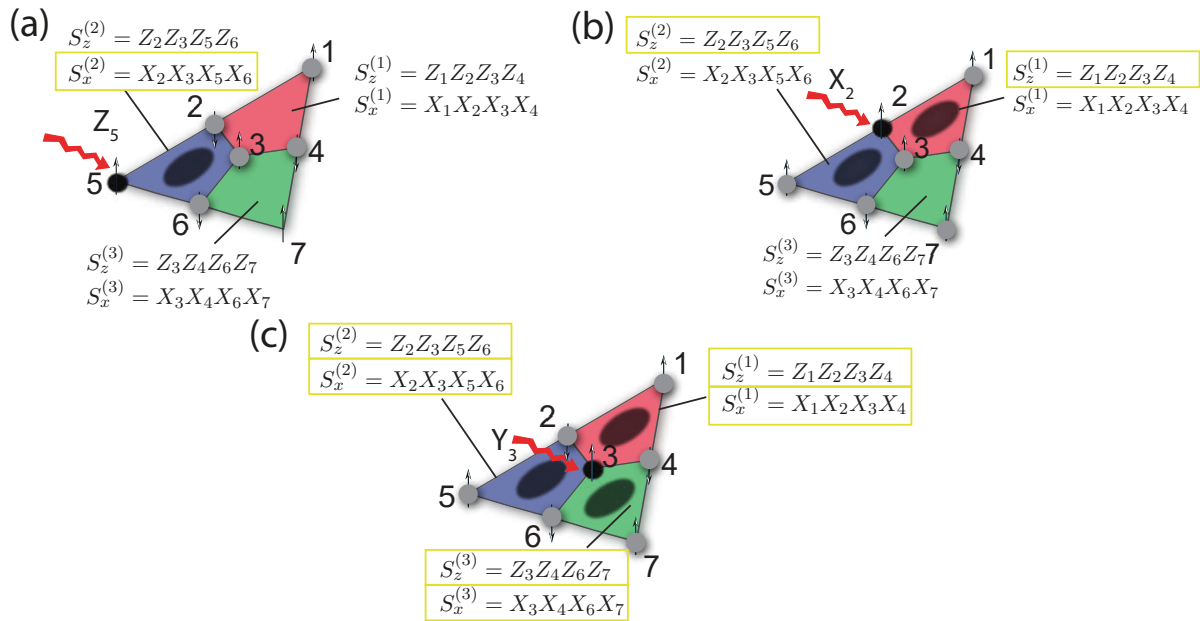 (a)
S_z^{(2)} = Z_2Z_3Z_5Z_6
S_x^{(2)} = X_2X_3X_5X_6
1
S_z^{(1)} = Z_1Z_2Z_3Z_4
S_x^{(1)} = X_1X_2X_3X_4
2
Z_5
3
4
5
6
7
S_z^{(3)} = Z_3Z_4Z_6Z_7
S_x^{(3)} = X_3X_4X_6X_7
(b)
S_z^{(2)} = Z_2Z_3Z_5Z_6
S_x^{(2)} = X_2X_3X_5X_6
1
S_z^{(1)} = Z_1Z_2Z_3Z_4
S_x^{(1)} = X_1X_2X_3X_4
X_2
2
3
4
5
6
7
S_z^{(3)} = Z_3Z_4Z_6Z_7
S_x^{(3)} = X_3X_4X_6X_7
(c)
S_z^{(2)} = Z_2Z_3Z_5Z_6
S_x^{(2)} = X_2X_3X_5X_6
1
S_z^{(1)} = Z_1Z_2Z_3Z_4
S_x^{(1)} = X_1X_2X_3X_4
2
Y_3
3
4
5
6
7
S_z^{(3)} = Z_3Z_4Z_6Z_7
S_x^{(3)} = X_3X_4X_6X_7